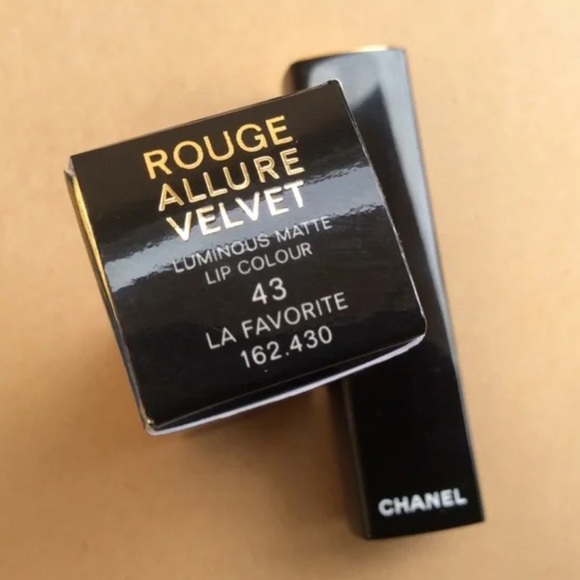 ROUGE
ALLURE
VELVET
LUMINOUS MATTE
LIP COLOUR
43
LA FAVORITE
162.430
CHANEL